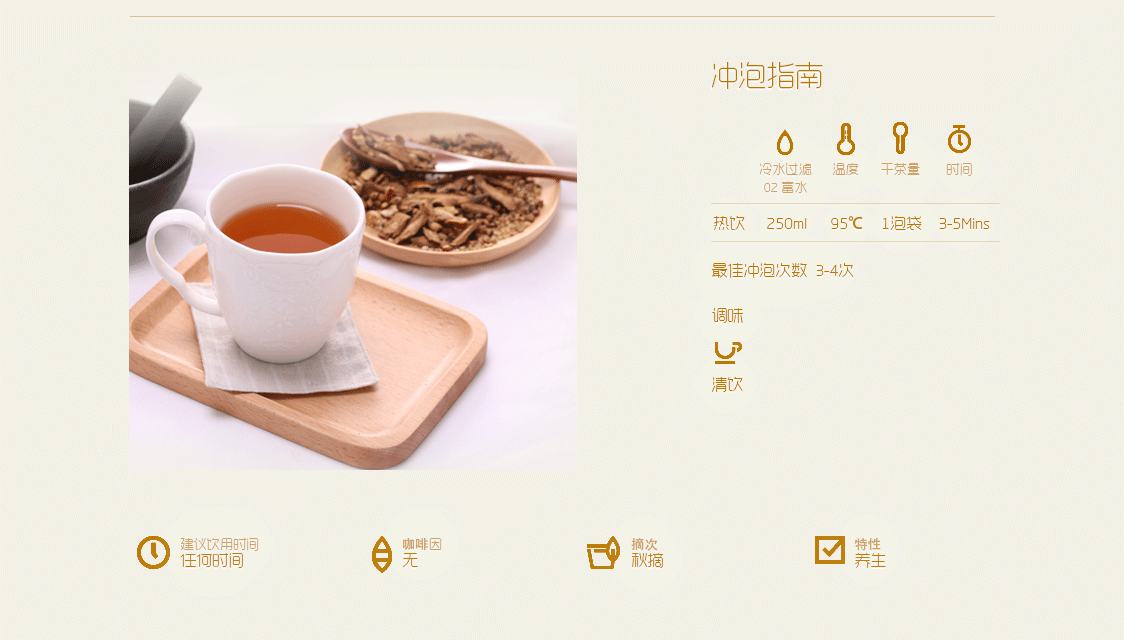 冲泡指南
冷水过滤 温度 干茶量 时间
02 富水
热饮 250ml 95℃ 1泡袋 3-5Mins
最佳冲泡次数 3-4次
调味
清饮
建议饮用时间 咖啡因 摘次 特性
任何时间 无 秋摘 养生